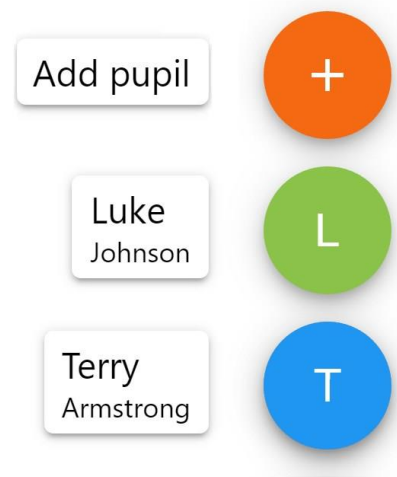 Add pupil
+
Luke
Johnson
L
Terry
Armstrong
T